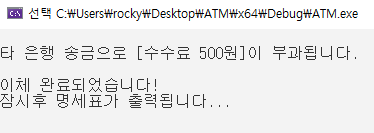 선택 C:₩Users₩rocky₩Desktop₩ATM₩x64₩Debug₩ATM.exe
타 은행 송금으로 [수수료 500원]이 부과됩니다.
이체 완료되었습니다!
잠시후 명세표가 출력됩니다...